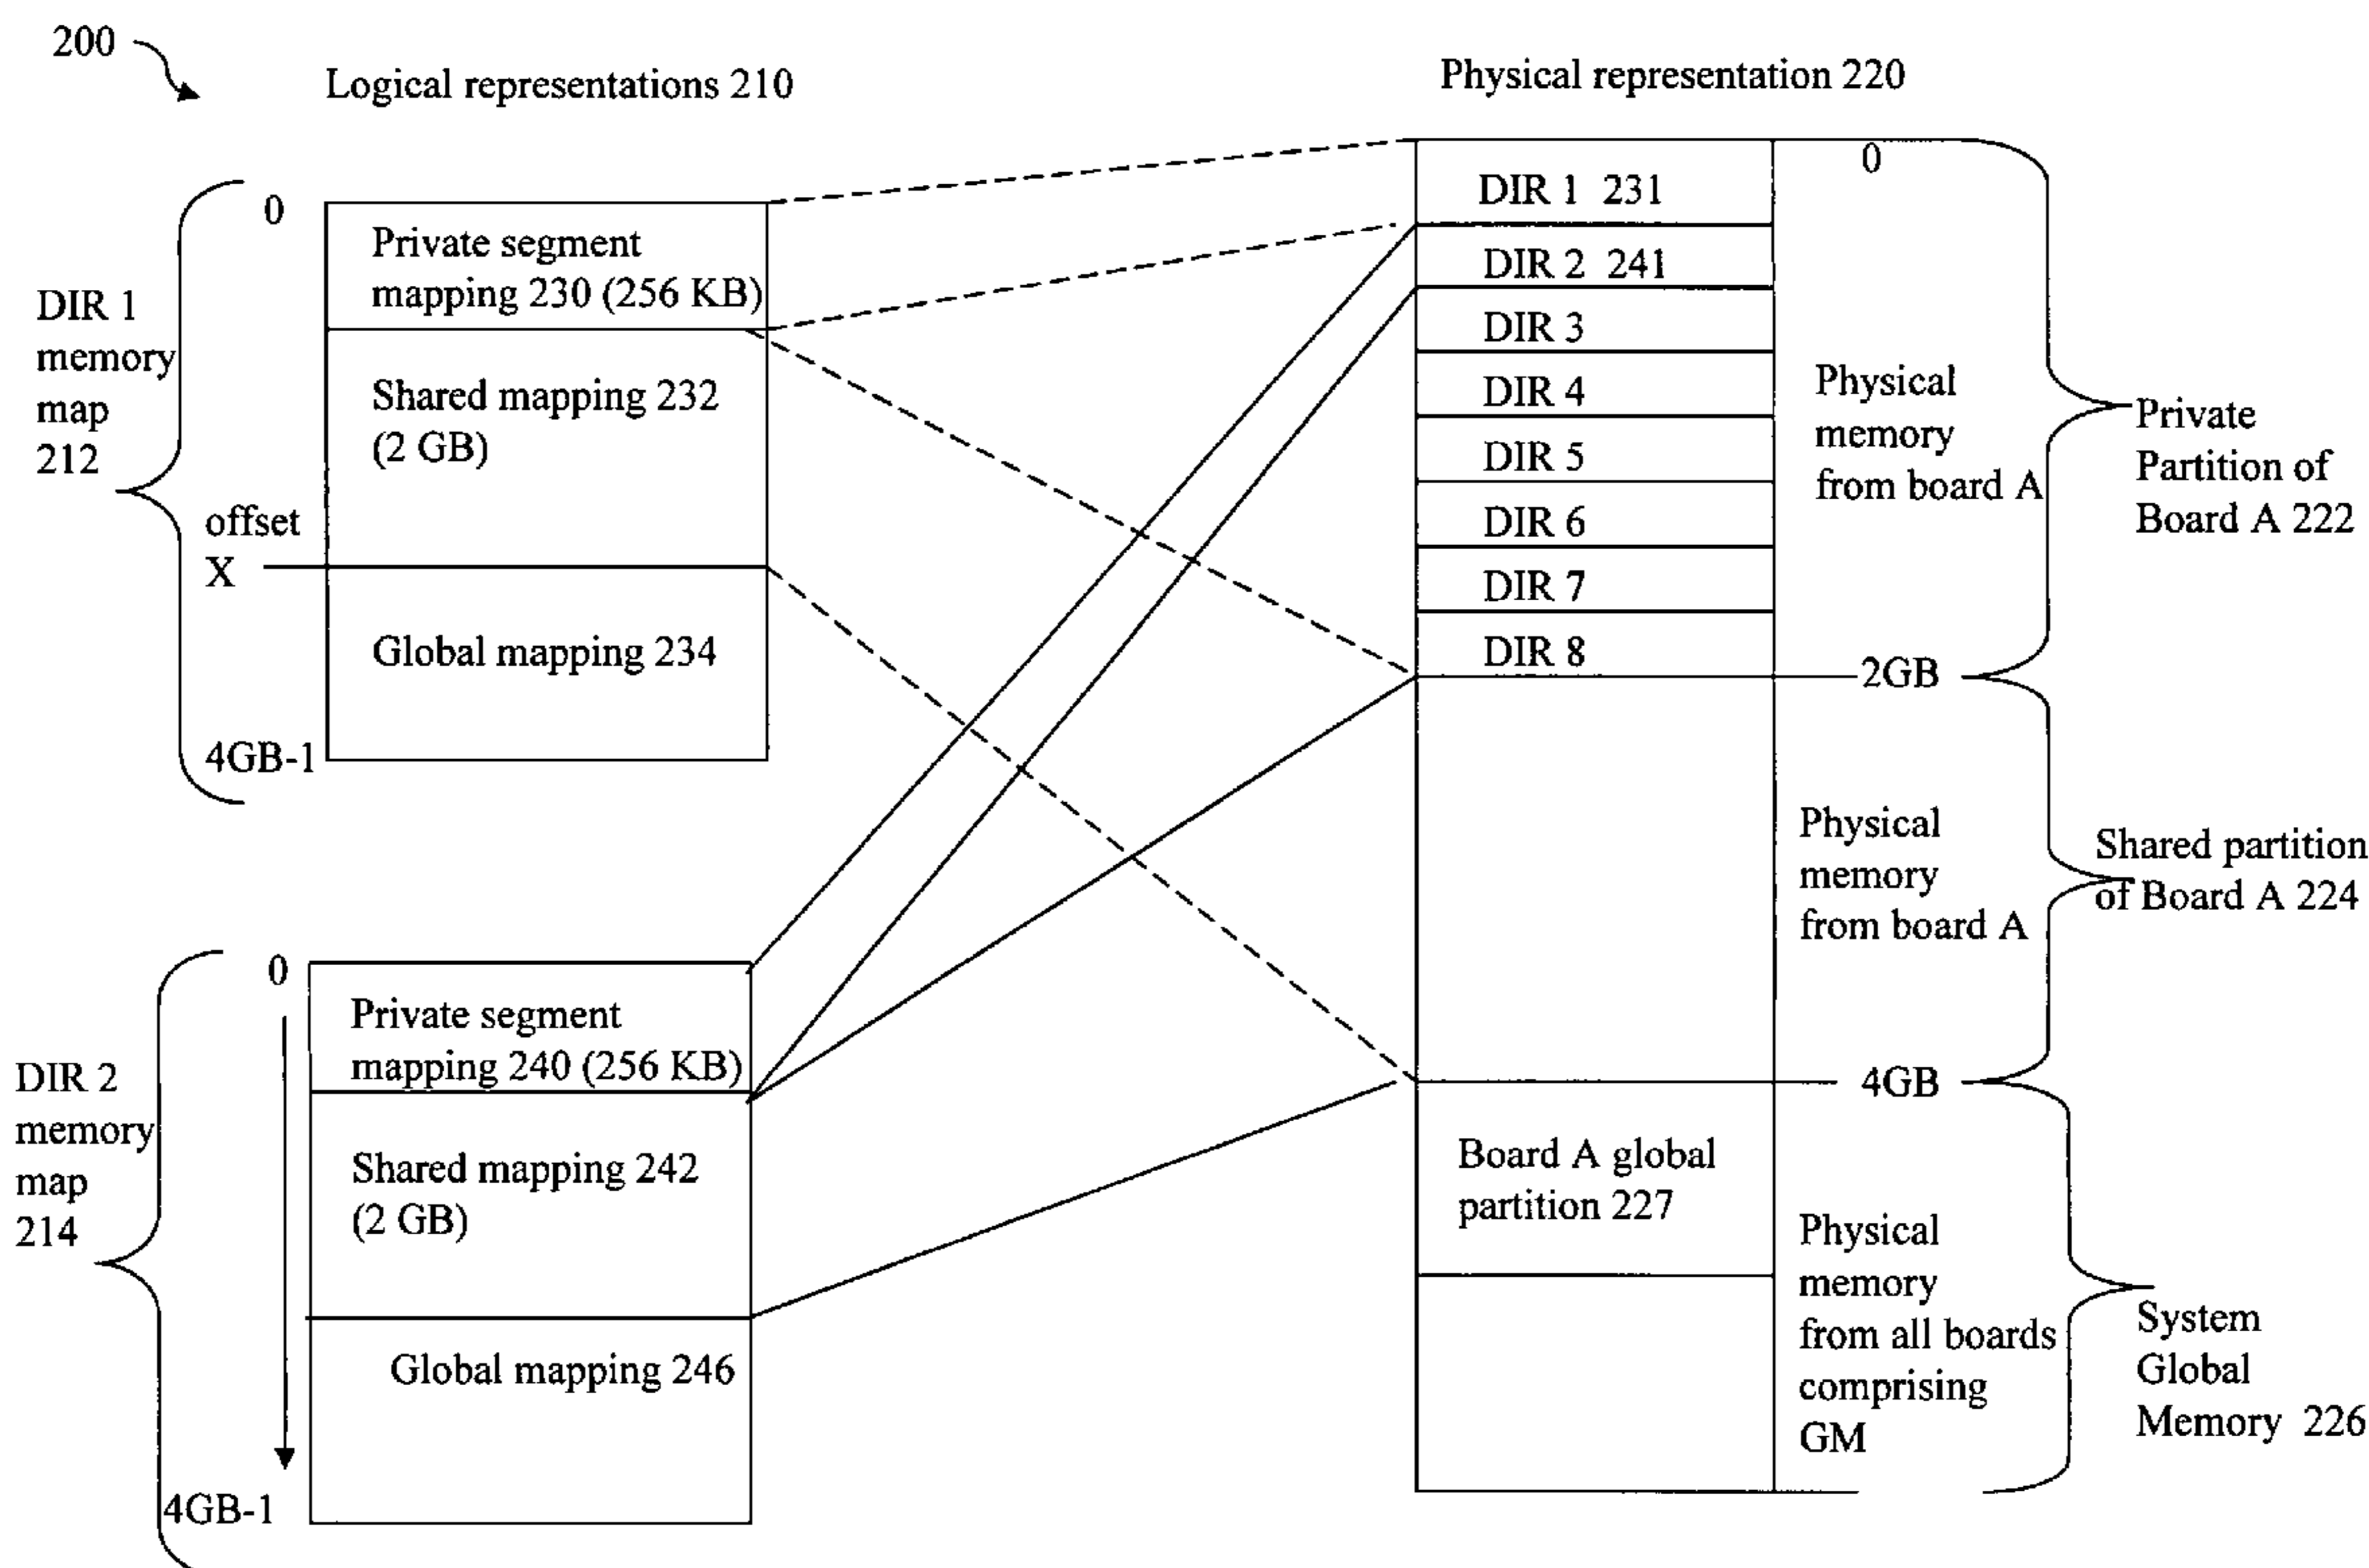 200
Logical representations 210
Physical representation 220
DIR 1
memory
map
212
0
offset
X
4GB-1
Private segment
mapping 230 (256 KB)
Shared mapping 232
(2 GB)
Global mapping 234
DIR 2
memory
map
214
0
4GB-1
Private segment
mapping 240 (256 KB)
Shared mapping 242
(2 GB)
Global mapping 246
DIR 1 231
DIR 2 241
DIR 3
DIR 4
DIR 5
DIR 6
DIR 7
DIR 8
Board A global
partition 227
0
Physical
memory
from board A
2GB
Physical
memory
from board A
4GB
Physical
memory
from all boards
comprising
GM
Private
Partition of
Board A 222
Shared partition
of Board A 224
System
Global
Memory 226